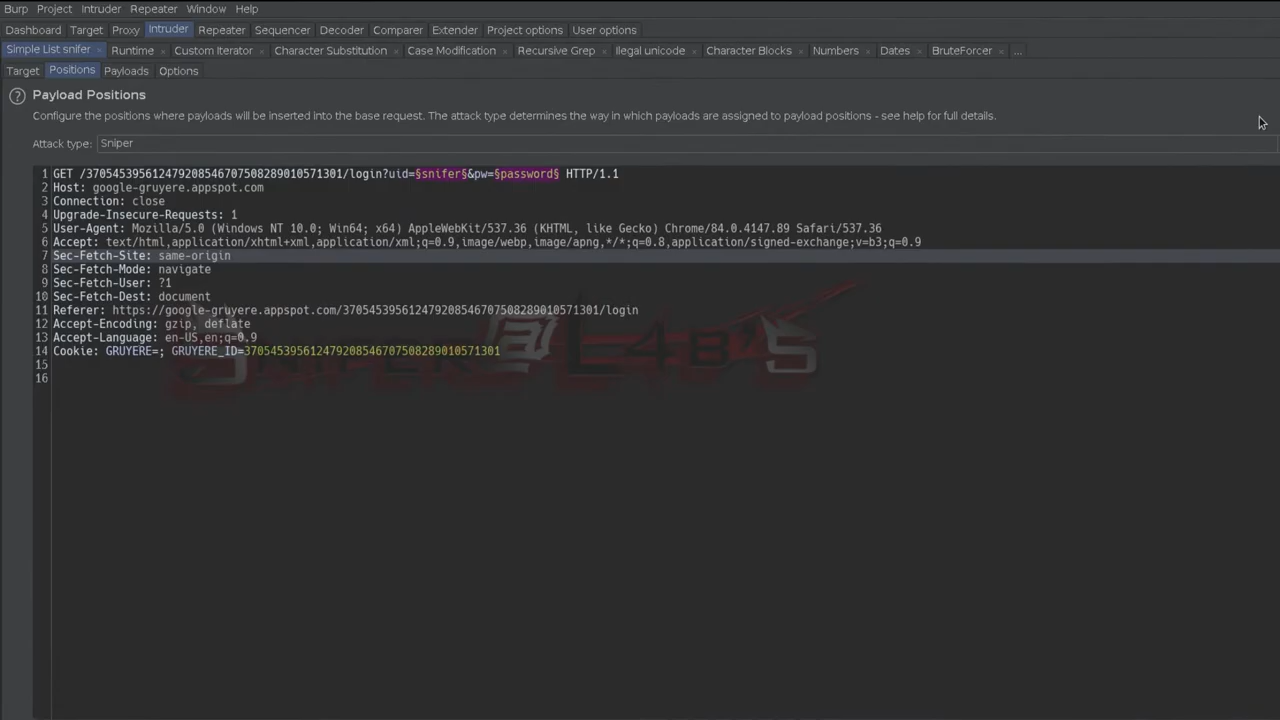 Burp Project Intruder Repeater Window Help
Dashboard Target Proxy Intruder Repeater Sequencer Decoder Comparer Extender Project options User options
Simple List snifer × Runtime × Custom Iterator × Character Substitution × Case Modification × Recursive Grep × Ilegal unicode × Character Blocks × Numbers × Dates × BruteForcer × ...
Target Positions Payloads Options
? Payload Positions
Configure the positions where payloads will be inserted into the base request. The attack type determines the way in which payloads are assigned to payload positions - see help for full details.
Attack type: Sniper
1 GET /370545395612479208546707508289010571301/login?uid=§snifer§&pw=§password§ HTTP/1.1
2 Host: google-gruyere.appspot.com
3 Connection: close
4 Upgrade-Insecure-Requests: 1
5 User-Agent: Mozilla/5.0 (Windows NT 10.0; Win64; x64) AppleWebKit/537.36 (KHTML, like Gecko) Chrome/84.0.4147.89 Safari/537.36
6 Accept: text/html,application/xhtml+xml,application/xml;q=0.9,image/webp,image/apng,*/*;q=0.8,application/signed-exchange;v=b3;q=0.9
7 Sec-Fetch-Site: same-origin
8 Sec-Fetch-Mode: navigate
9 Sec-Fetch-User: ?1
10 Sec-Fetch-Dest: document
11 Referer: https://google-gruyere.appspot.com/370545395612479208546707508289010571301/login
12 Accept-Encoding: gzip, deflate
13 Accept-Language: en-US,en;q=0.9
14 Cookie: GRUYERE=; GRUYERE_ID=370545395612479208546707508289010571301
15
16